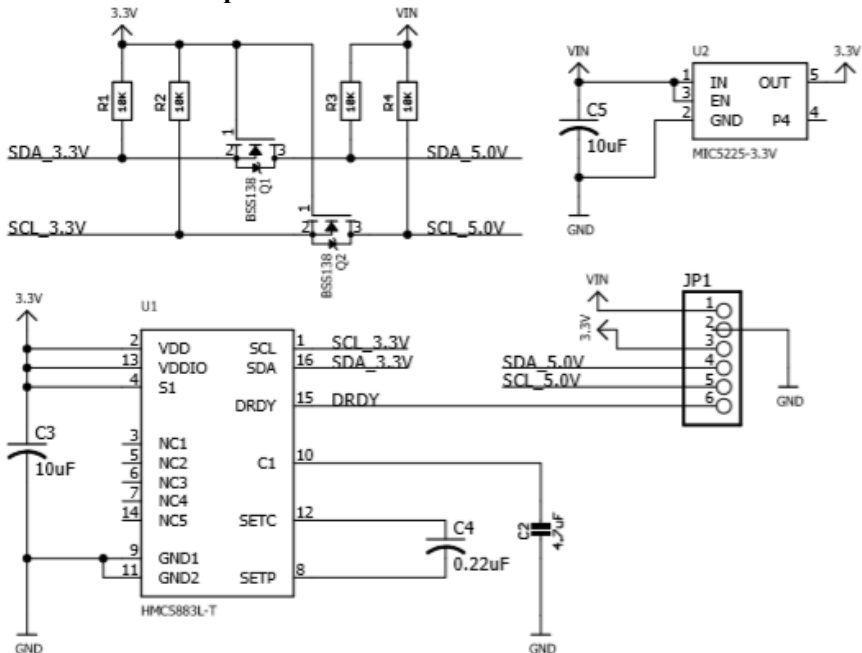 3.3V
VIN
R1
10K
R2
10K
R3
10K
R4
10K
1
2
3
SDA_3.3V
SDA_5.0V
BSS138
Q1
1
2
3
SCL_3.3V
SCL_5.0V
BSS138
Q2
VIN
U2
3.3V
1
IN
OUT
5
3
EN
2
GND
P4
4
C5
10uF
MIC5225-3.3V
GND
3.3V
U1
2
VDD
SCL
1
SCL_3.3V
13
VDDIO
SDA
16
SDA_3.3V
4
S1
DRDY
15
DRDY
3
NC1
5
NC2
C1
10
6
NC3
7
NC4
14
NC5
SETC
12
9
GND1
11
GND2
SETP
8
C3
10uF
C4
0.22uF
C2
4.7uF
HMC5883L-T
GND
GND
VIN
JP1
3.3V
1
2
3
SDA_5.0V
4
SCL_5.0V
5
6
GND